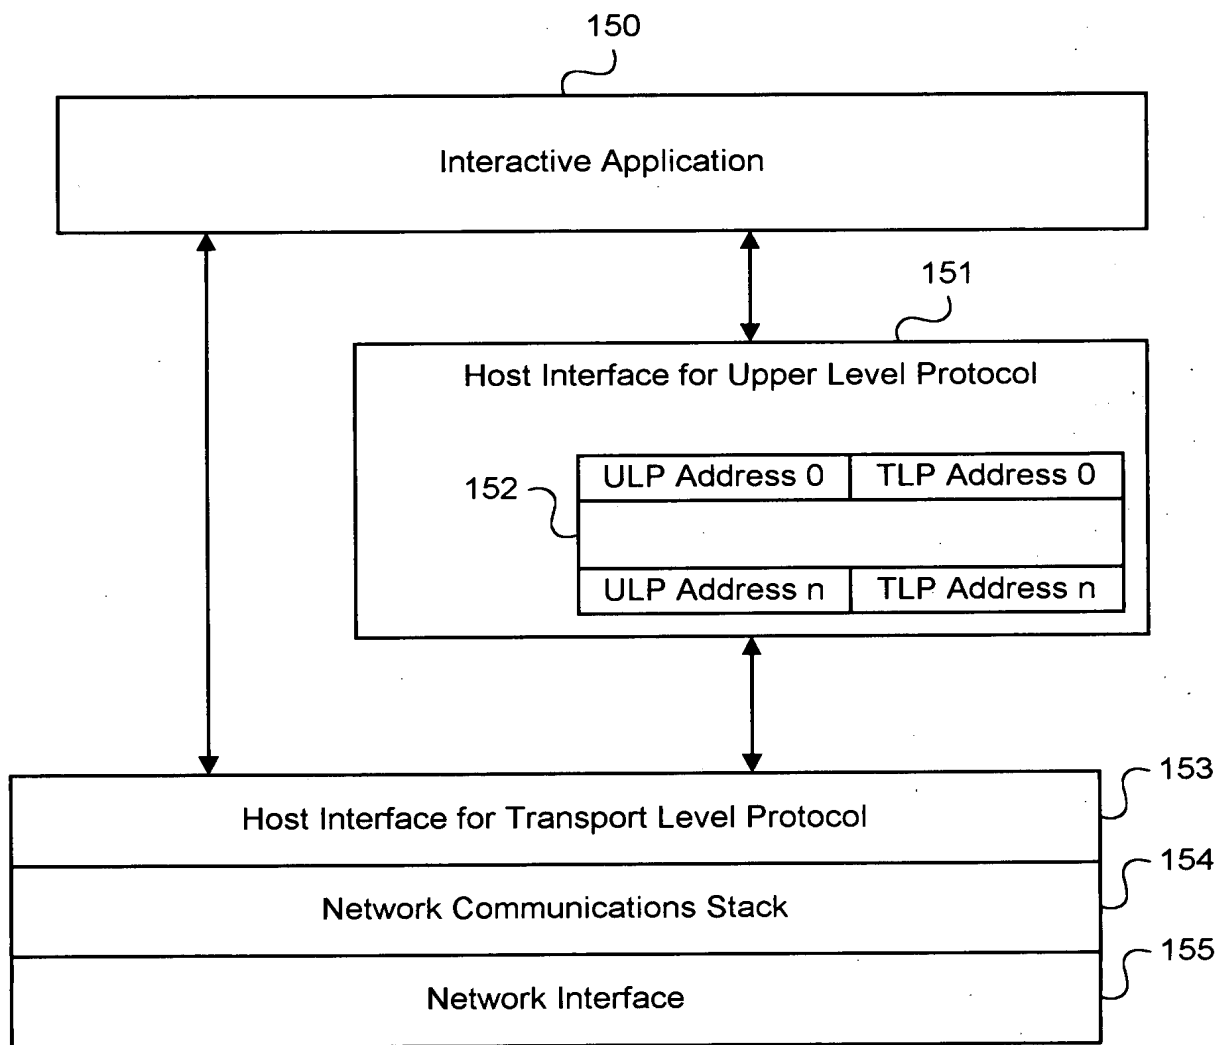 150
Interactive Application
151
Host Interface for Upper Level Protocol
ULP Address 0 TLP Address 0
152
ULP Address n TLP Address n
153
Host Interface for Transport Level Protocol
154
Network Communications Stack
155
Network Interface